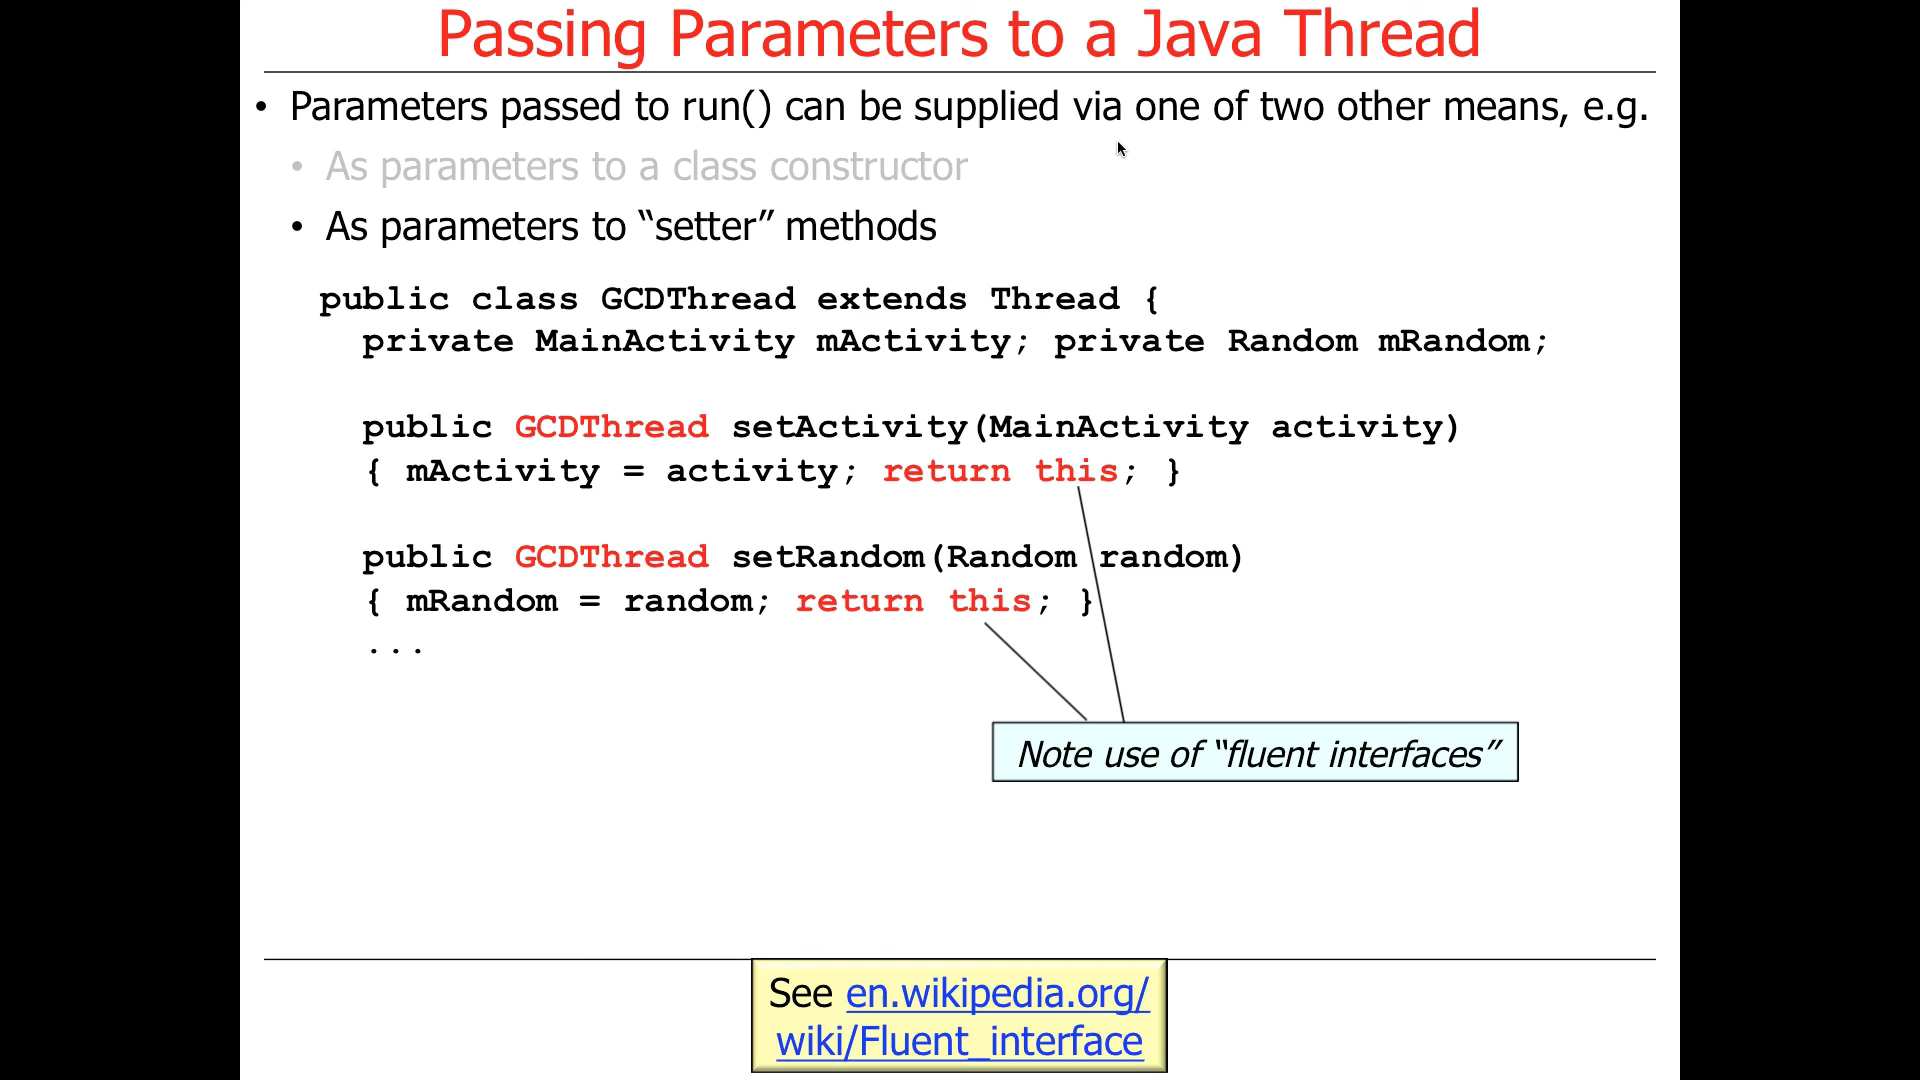 Passing Parameters to a Java Thread
• Parameters passed to run() can be supplied via one of two other means, e.g.
• As parameters to a class constructor
• As parameters to “setter” methods
public class GCDThread extends Thread {
private MainActivity mActivity; private Random mRandom;
public GCDThread setActivity(MainActivity activity)
{ mActivity = activity; return this; }
public GCDThread setRandom(Random random)
{ mRandom = random; return this; }
...
Note use of “fluent interfaces”
See en.wikipedia.org/
wiki/Fluent_interface